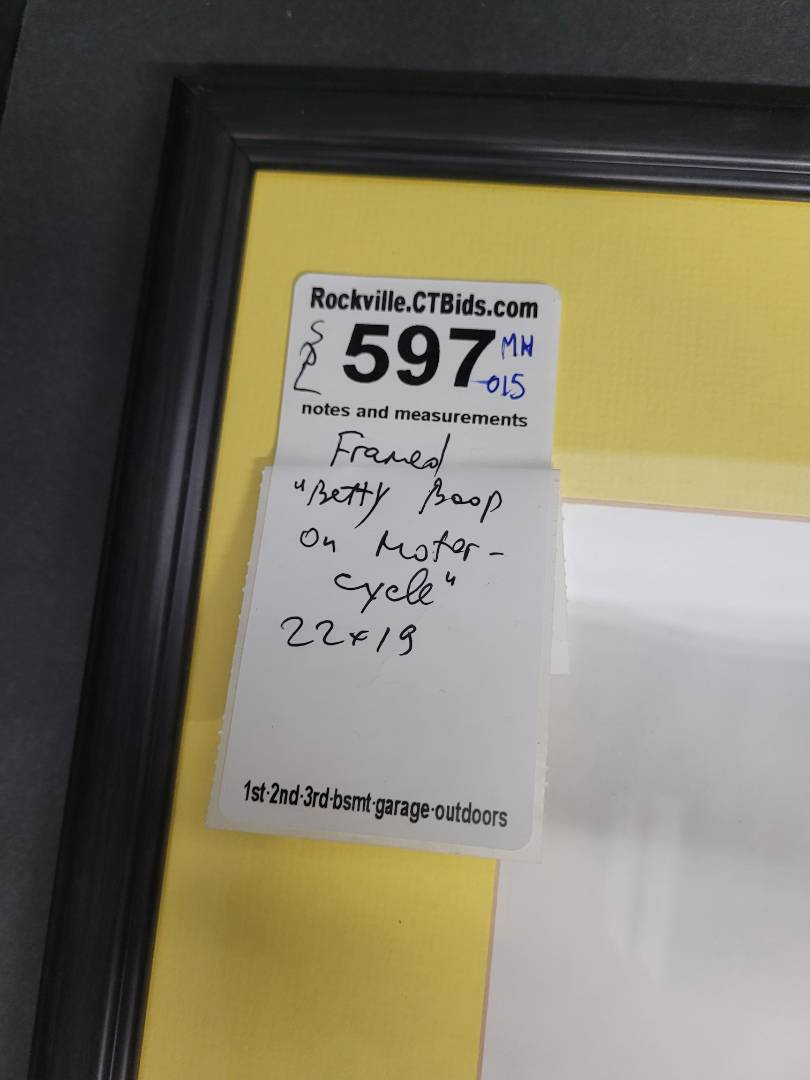 Rockville.CTBids.com
SPL 597 MH
-015
notes and measurements
Framed
"Betty Boop
On Motor-
cycle"
22x19
1st-2nd-3rd-bsmt-garage-outdoors